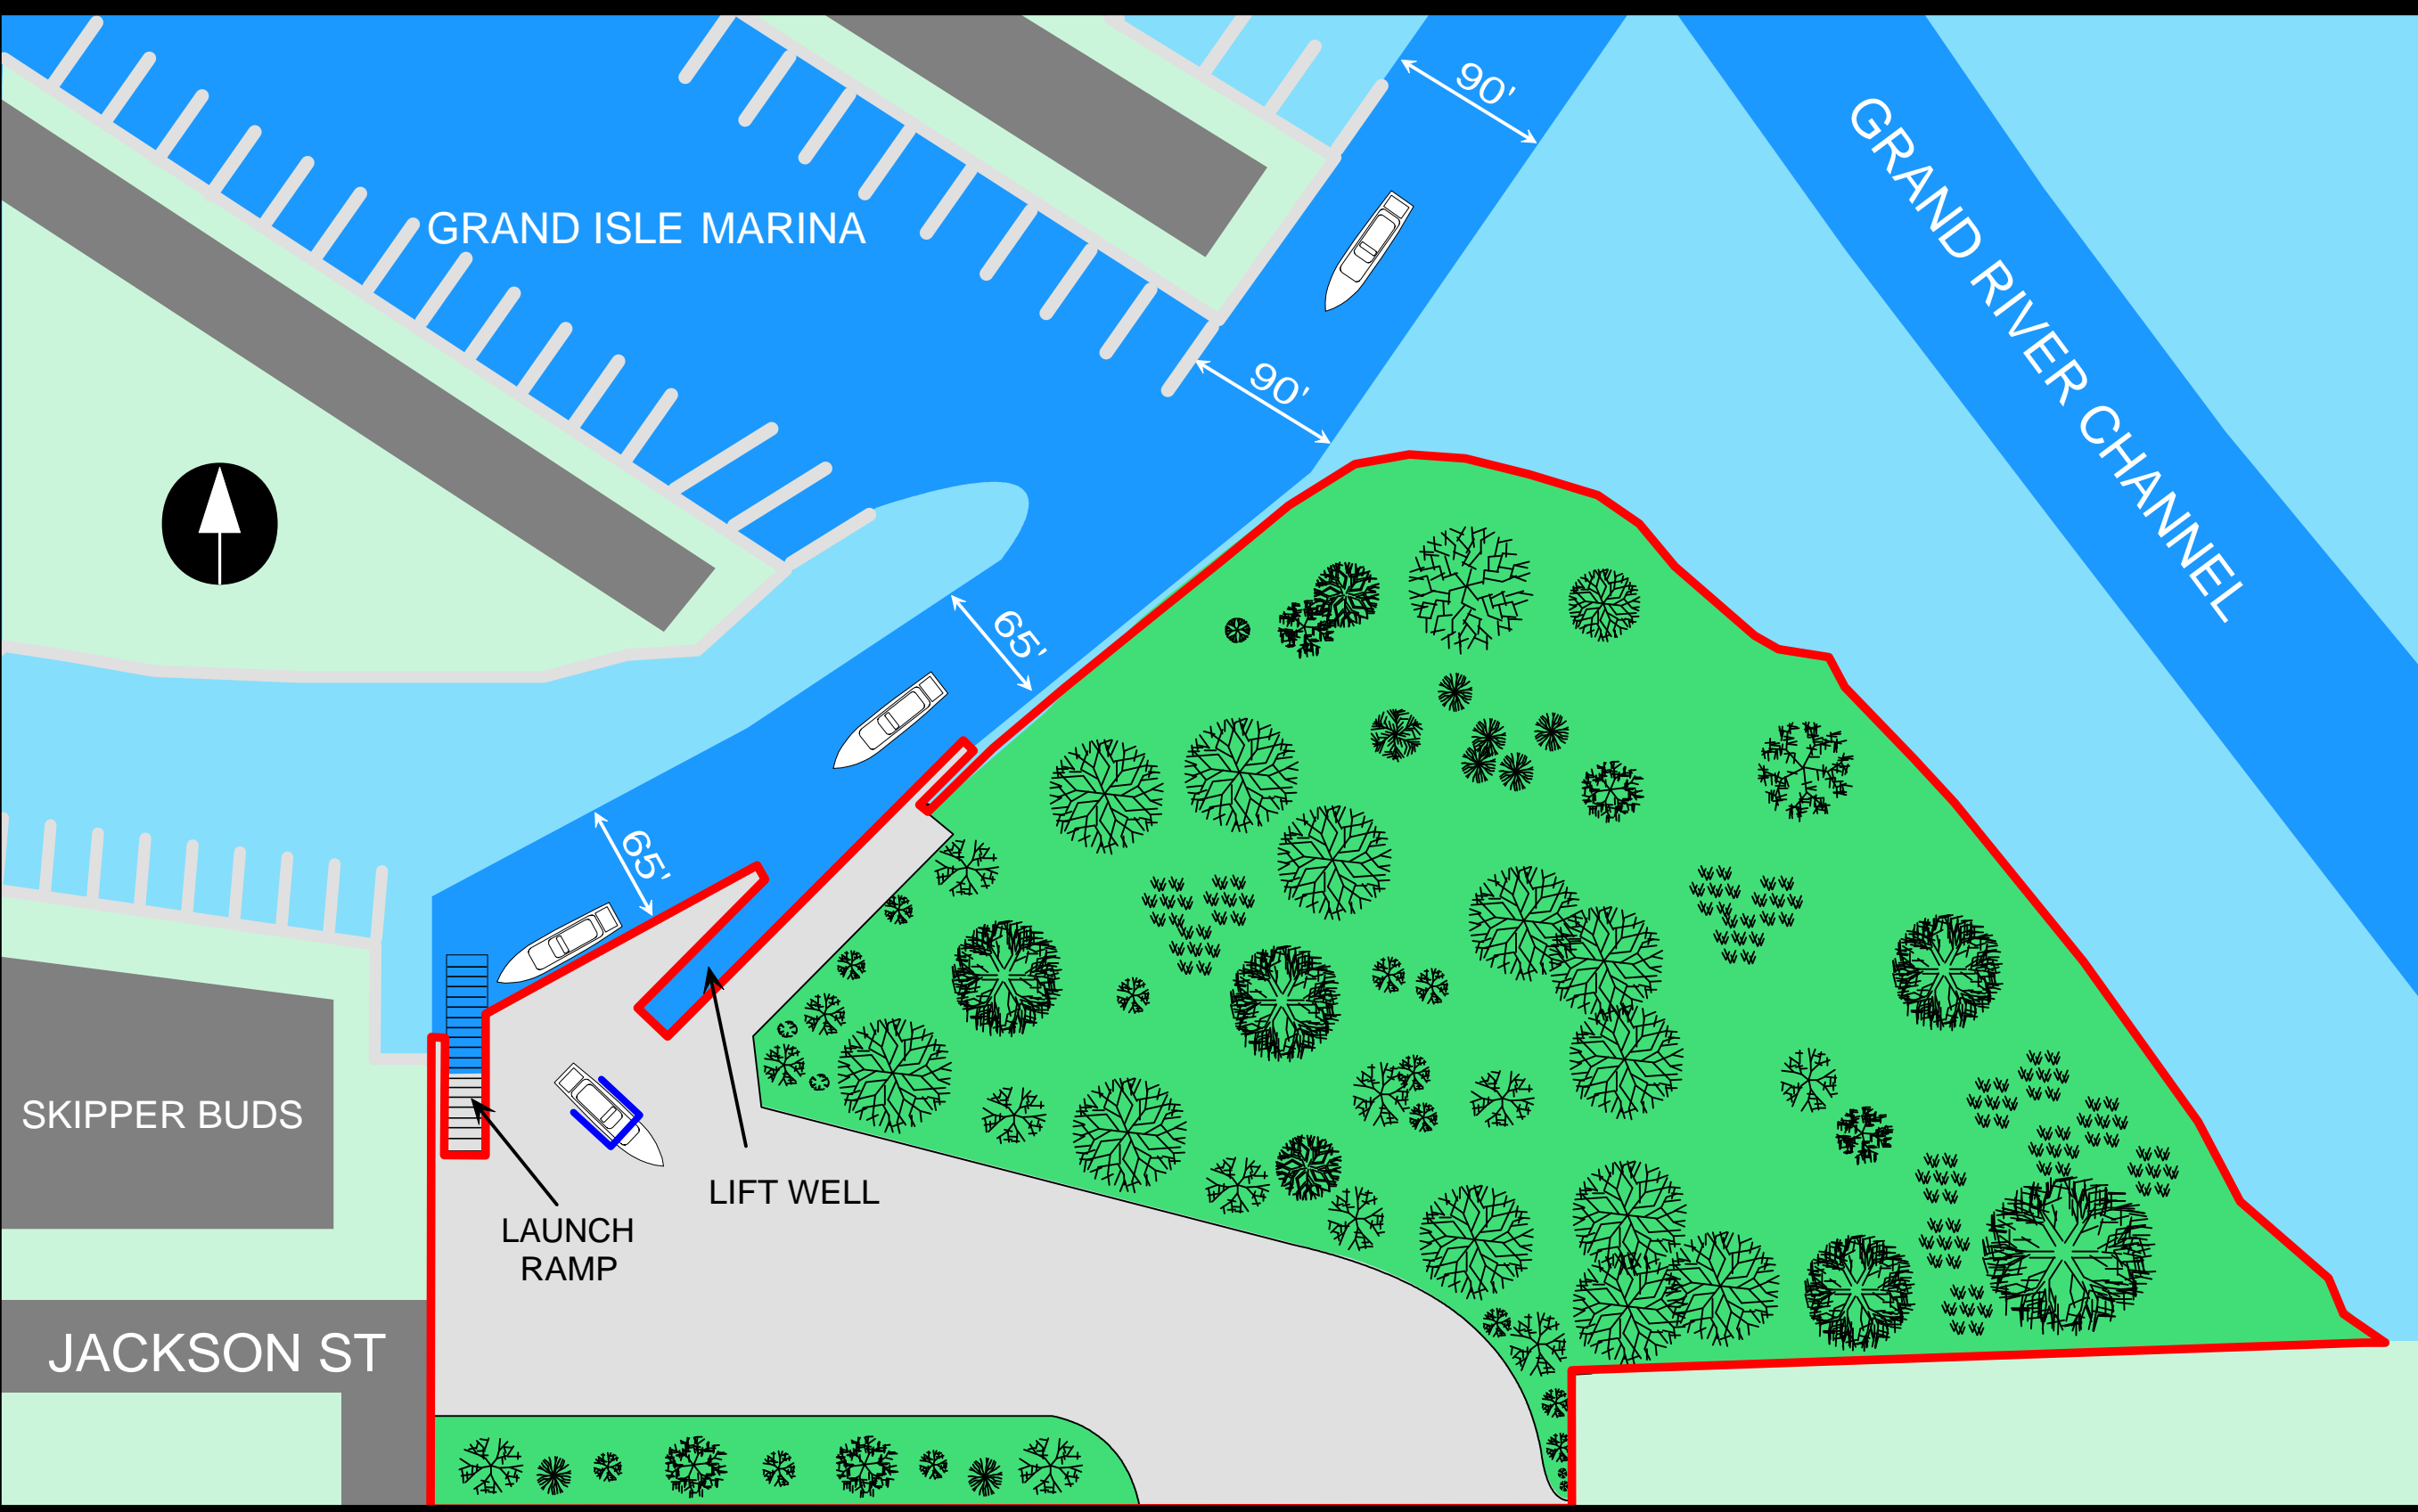 90'
GRAND RIVER CHANNEL
GRAND ISLE MARINA
90'
65'
65'
SKIPPER BUDS
LIFT WELL
LAUNCH
RAMP
JACKSON ST